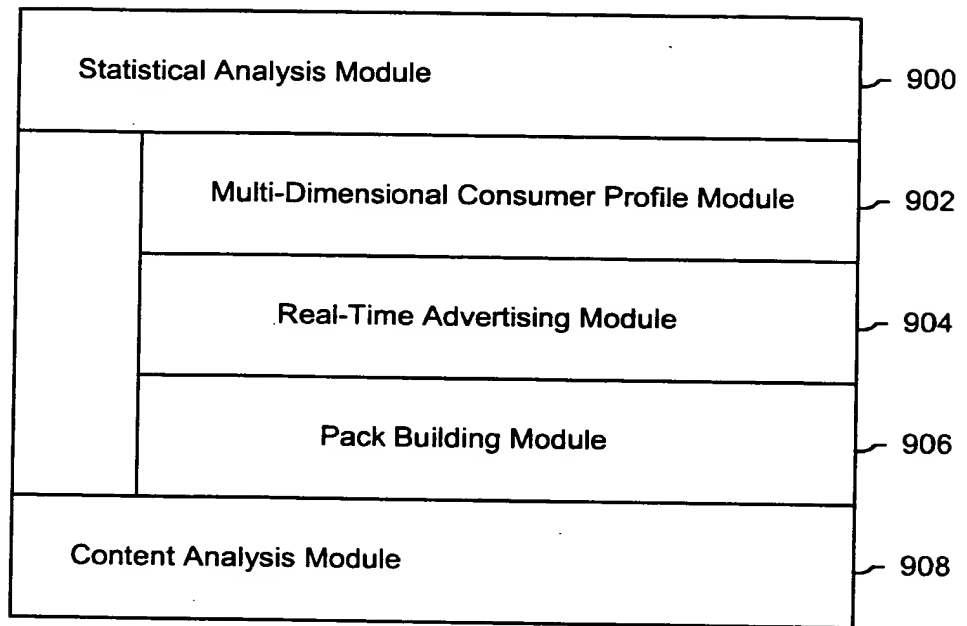 Statistical Analysis Module 900
Multi-Dimensional Consumer Profile Module 902
Real-Time Advertising Module 904
Pack Building Module 906
Content Analysis Module 908